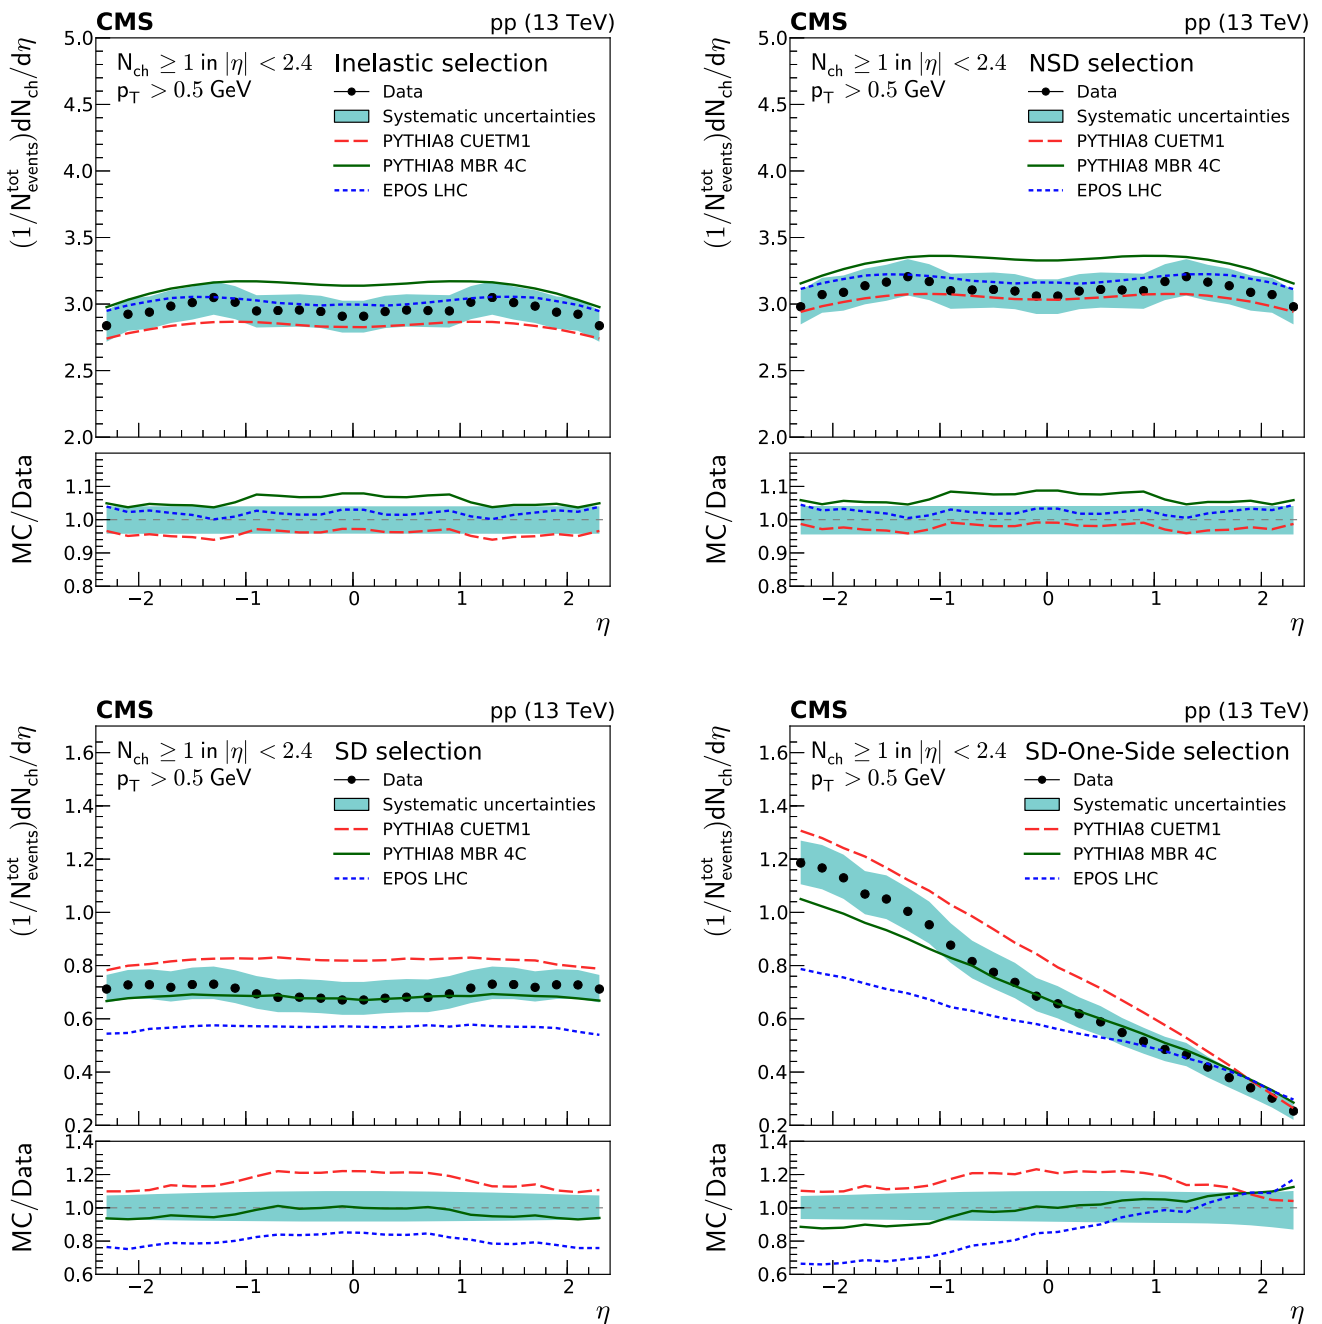 CMS pp (13 TeV)
N_ch ≥ 1 in |η| < 2.4 Inelastic selection
p_T > 0.5 GeV
Data
Systematic uncertainties
PYTHIA8 CUETM1
PYTHIA8 MBR 4C
EPOS LHC
(1/N^tot_events)dN_ch/dη
5.0
4.5
4.0
3.5
3.0
2.5
2.0
MC/Data
1.1
1.0
0.9
0.8
−2 −1 0 1 2
η
CMS pp (13 TeV)
N_ch ≥ 1 in |η| < 2.4 NSD selection
p_T > 0.5 GeV
Data
Systematic uncertainties
PYTHIA8 CUETM1
PYTHIA8 MBR 4C
EPOS LHC
(1/N^tot_events)dN_ch/dη
5.0
4.5
4.0
3.5
3.0
2.5
2.0
MC/Data
1.1
1.0
0.9
0.8
−2 −1 0 1 2
η
CMS pp (13 TeV)
N_ch ≥ 1 in |η| < 2.4 SD selection
p_T > 0.5 GeV
Data
Systematic uncertainties
PYTHIA8 CUETM1
PYTHIA8 MBR 4C
EPOS LHC
(1/N^tot_events)dN_ch/dη
1.6
1.4
1.2
1.0
0.8
0.6
0.4
0.2
MC/Data
1.4
1.2
1.0
0.8
0.6
−2 −1 0 1 2
η
CMS pp (13 TeV)
N_ch ≥ 1 in |η| < 2.4 SD-One-Side selection
p_T > 0.5 GeV
Data
Systematic uncertainties
PYTHIA8 CUETM1
PYTHIA8 MBR 4C
EPOS LHC
(1/N^tot_events)dN_ch/dη
1.6
1.4
1.2
1.0
0.8
0.6
0.4
0.2
MC/Data
1.4
1.2
1.0
0.8
0.6
−2 −1 0 1 2
η